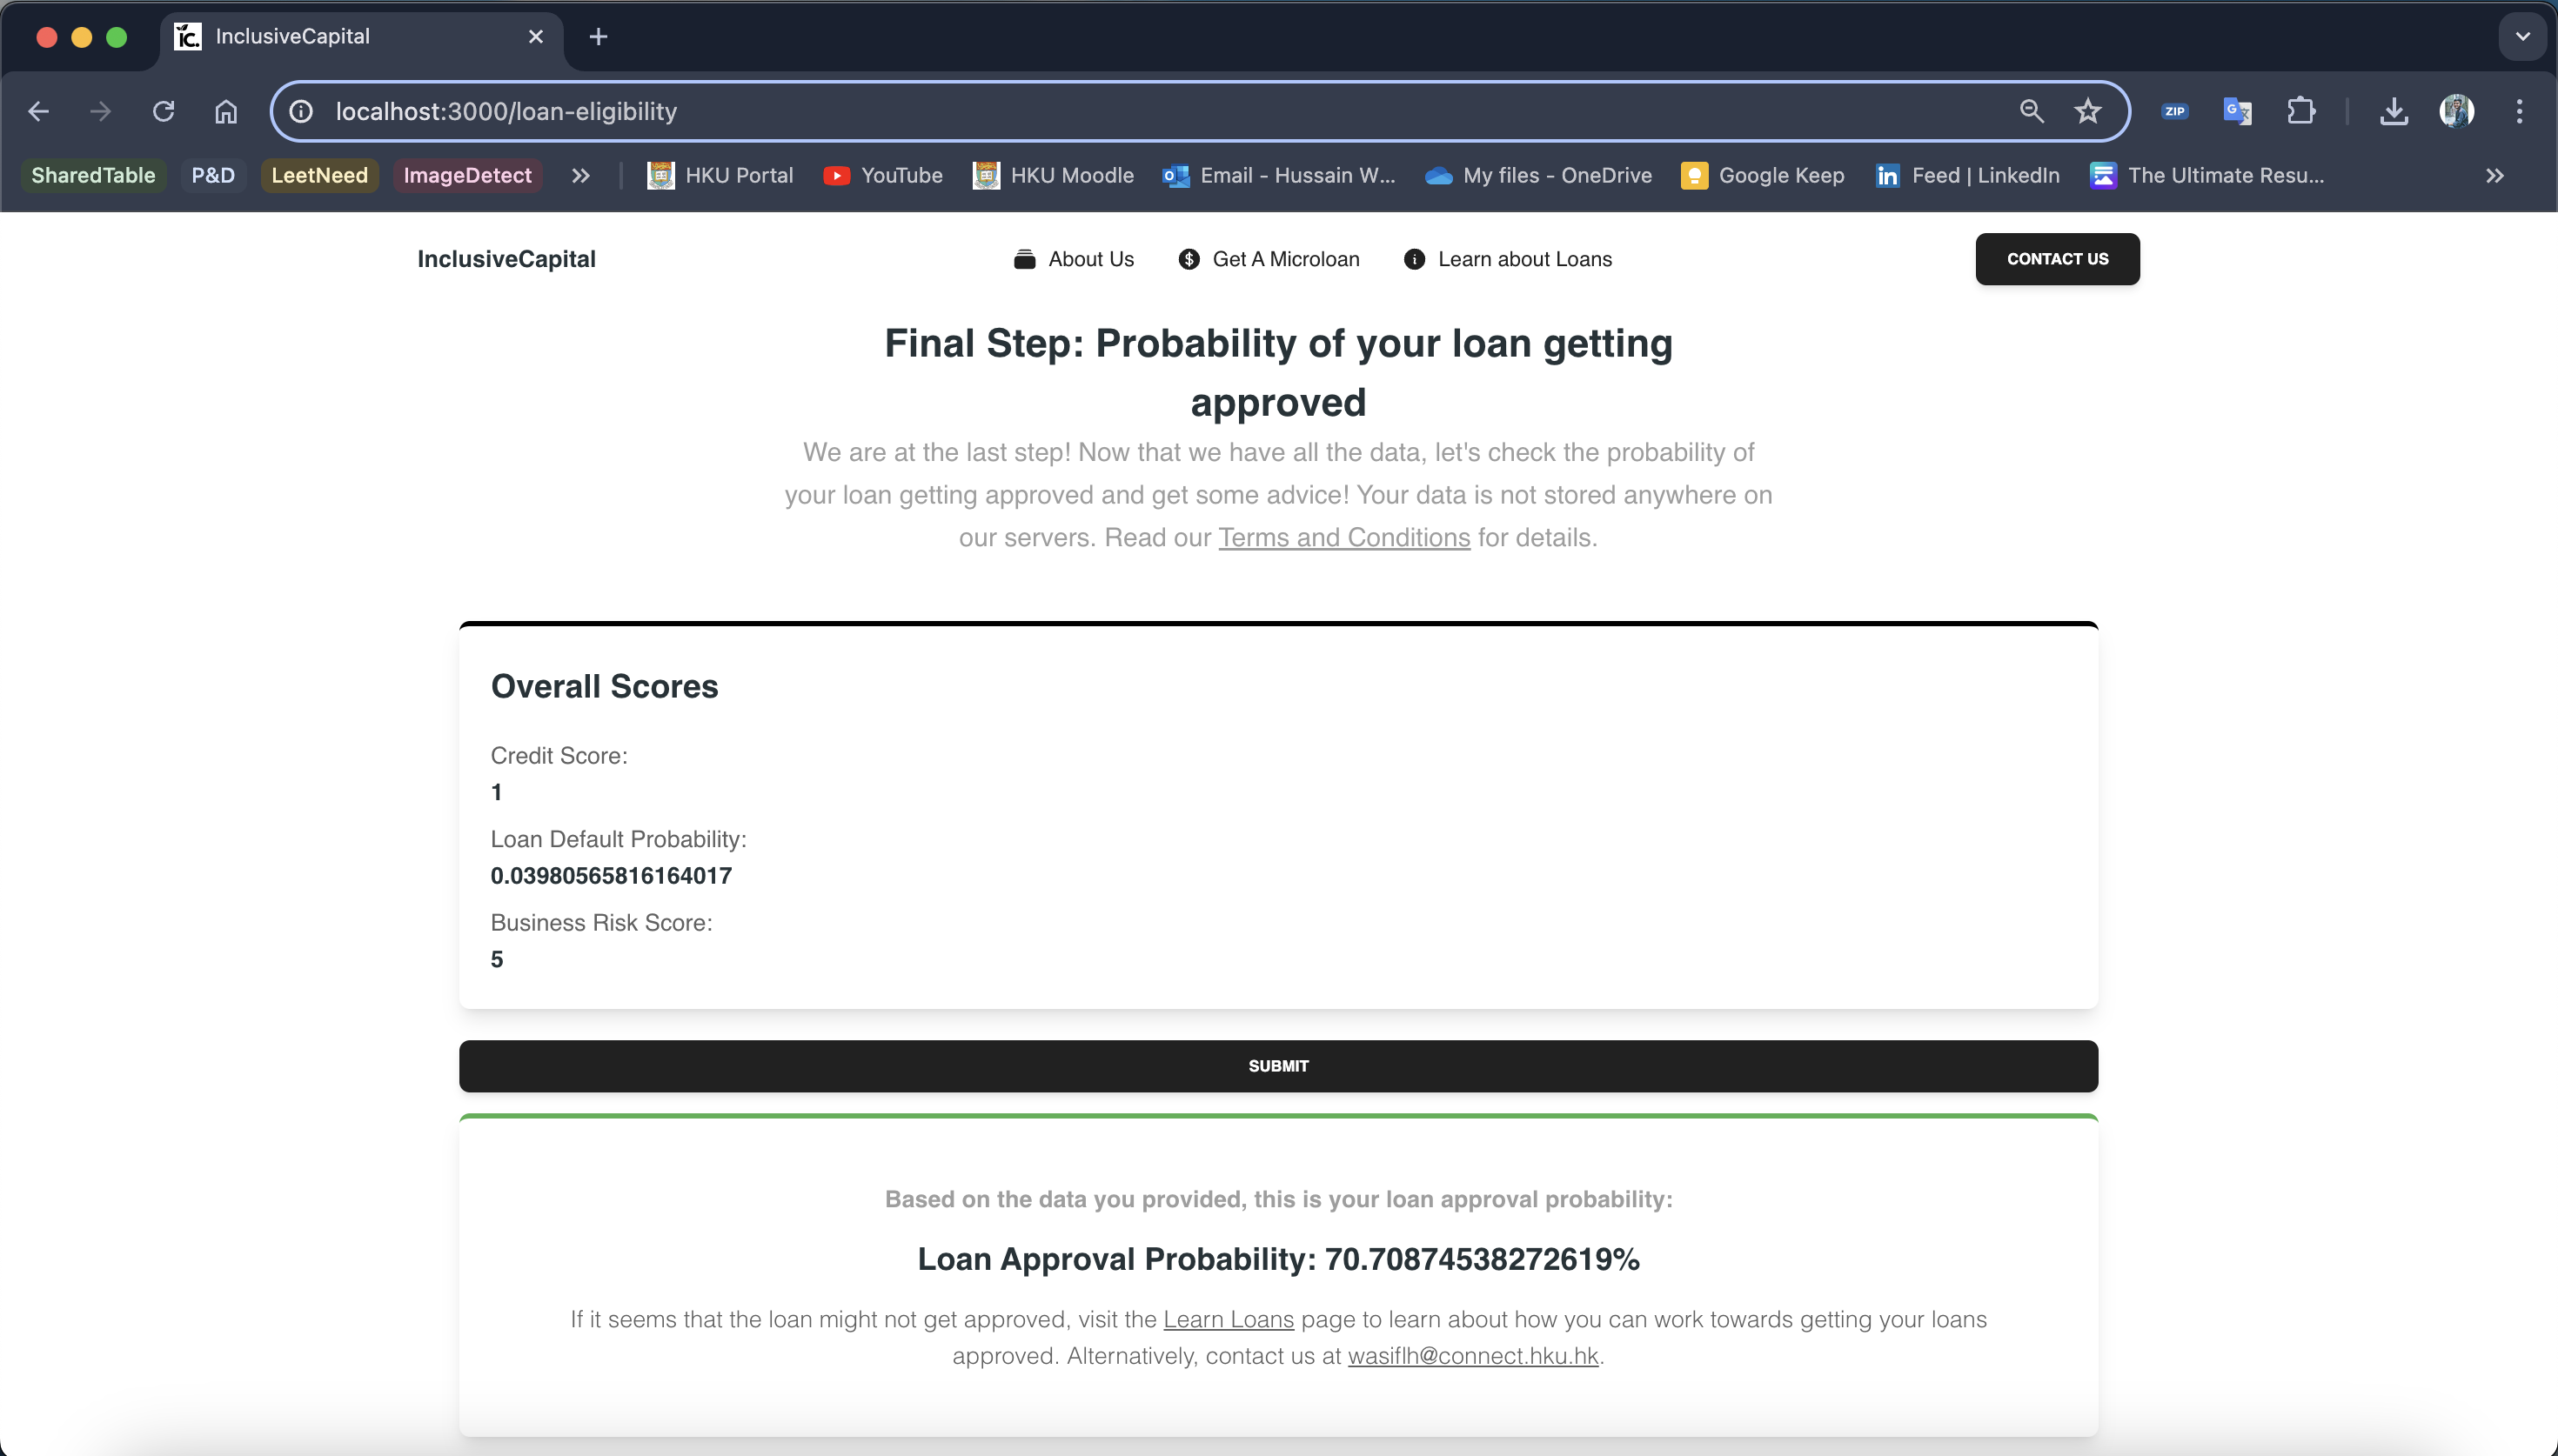 InclusiveCapital
localhost:3000/loan-eligibility
ZIP
SharedTable P&D LeetNeed ImageDetect HKU Portal YouTube HKU Moodle Email - Hussain W... My files - OneDrive Google Keep Feed | LinkedIn The Ultimate Resu...
InclusiveCapital About Us Get A Microloan Learn about Loans CONTACT US
Final Step: Probability of your loan getting
approved
We are at the last step! Now that we have all the data, let's check the probability of
your loan getting approved and get some advice! Your data is not stored anywhere on
our servers. Read our Terms and Conditions for details.
Overall Scores
Credit Score:
1
Loan Default Probability:
0.03980565816164017
Business Risk Score:
5
SUBMIT
Based on the data you provided, this is your loan approval probability:
Loan Approval Probability: 70.70874538272619%
If it seems that the loan might not get approved, visit the Learn Loans page to learn about how you can work towards getting your loans
approved. Alternatively, contact us at wasiflh@connect.hku.hk.